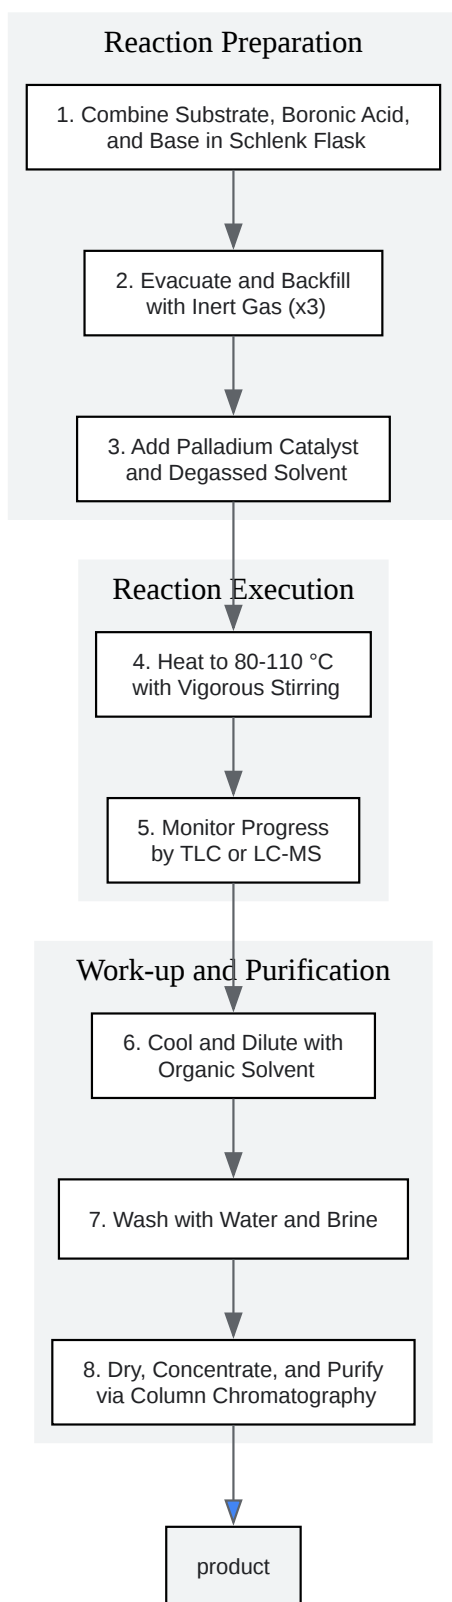 Reaction Preparation
1. Combine Substrate, Boronic Acid,
and Base in Schlenk Flask
2. Evacuate and Backfill
with Inert Gas (x3)
3. Add Palladium Catalyst
and Degassed Solvent
Reaction Execution
4. Heat to 80-110 °C
with Vigorous Stirring
5. Monitor Progress
by TLC or LC-MS
Work-up and Purification
6. Cool and Dilute with
Organic Solvent
7. Wash with Water and Brine
8. Dry, Concentrate, and Purify
via Column Chromatography
product